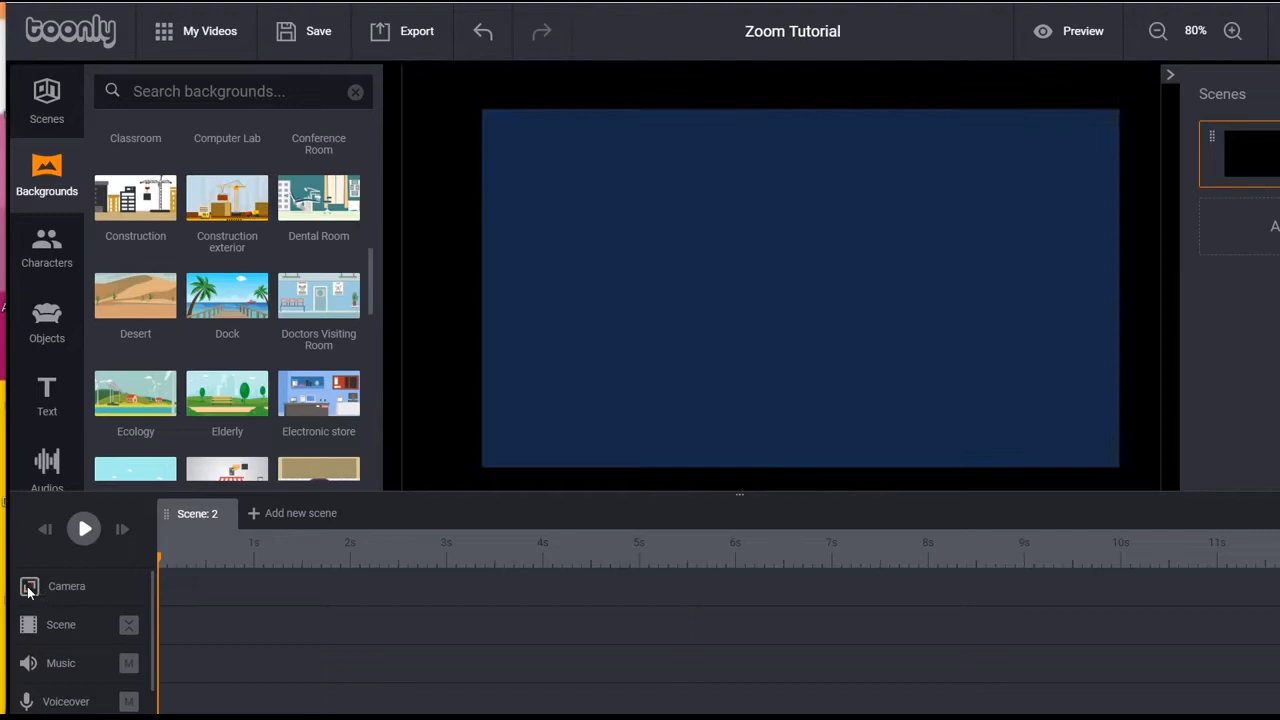 toonly
My Videos
Save
Export
Zoom Tutorial
Preview
80%
Scenes
Backgrounds
Characters
Objects
Text
Audios
Search backgrounds...
Classroom
Computer Lab
Conference
Room
Construction
Construction
exterior
Dental Room
Desert
Dock
Doctors Visiting
Room
Ecology
Elderly
Electronic store
Scenes
A
Scene: 2
Add new scene
1s
2s
3s
4s
5s
6s
7s
8s
9s
10s
11s
Camera
Scene
Music
M
Voiceover
M